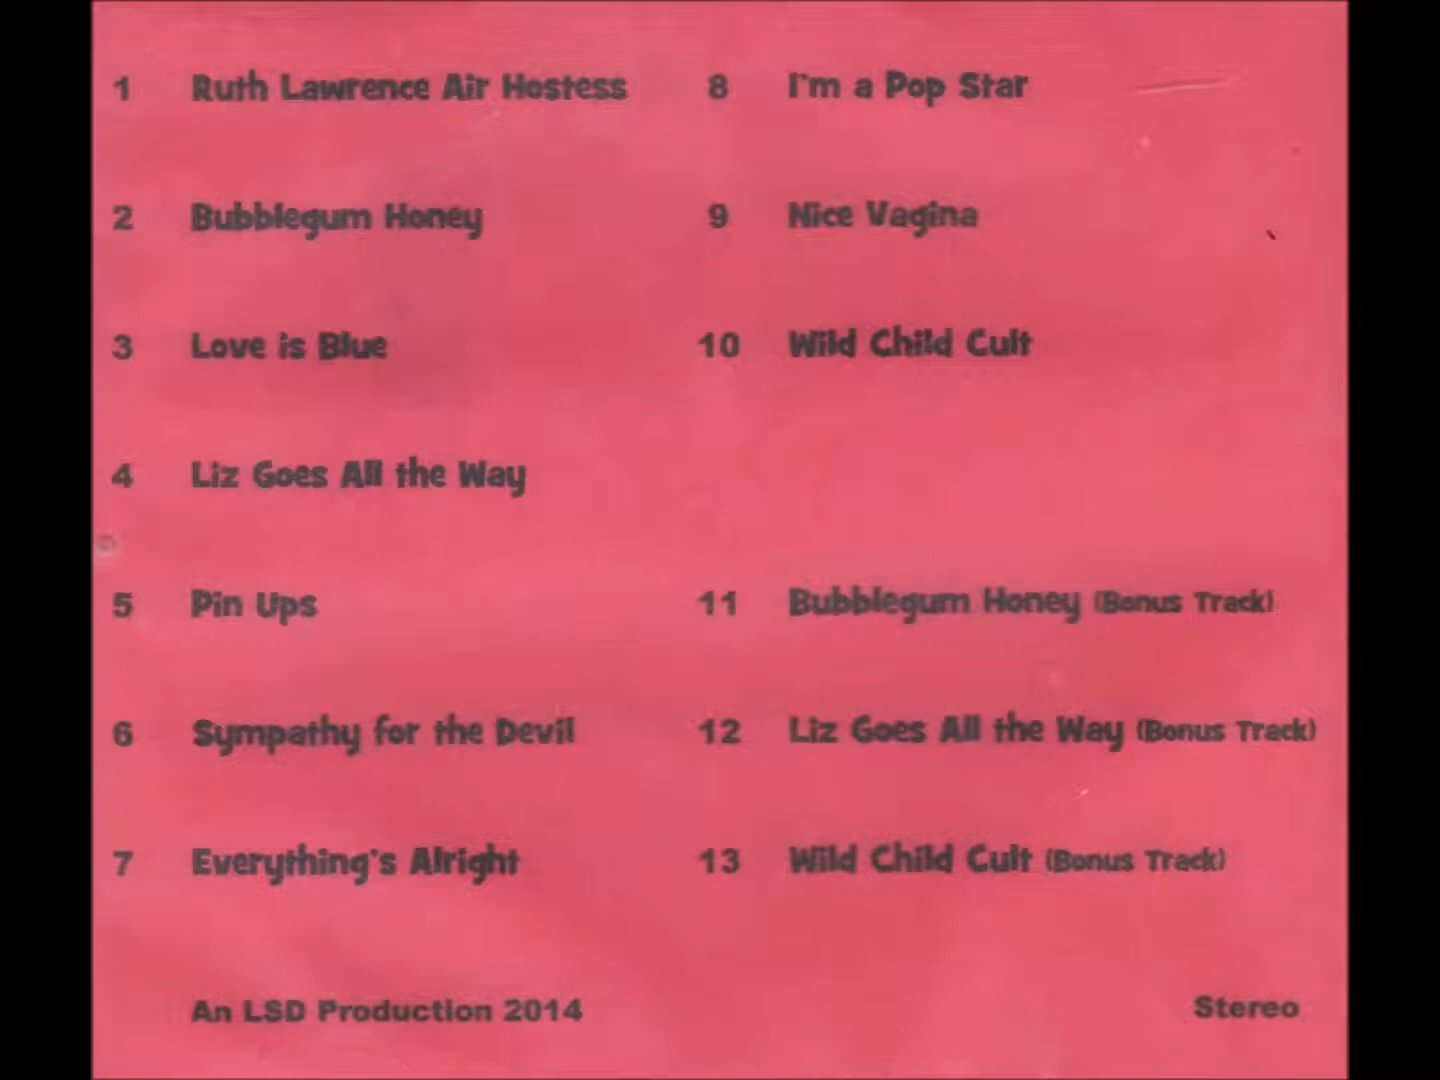 1 Ruth Lawrence Air Hostess
2 Bubblegum Honey
3 Love is Blue
4 Liz Goes All the Way
5 Pin Ups
6 Sympathy for the Devil
7 Everything's Alright
8 I'm a Pop Star
9 Nice Vagina
10 Wild Child Cult
11 Bubblegum Honey (Bonus Track)
12 Liz Goes All the Way (Bonus Track)
13 Wild Child Cult (Bonus Track)
An LSD Production 2014
Stereo